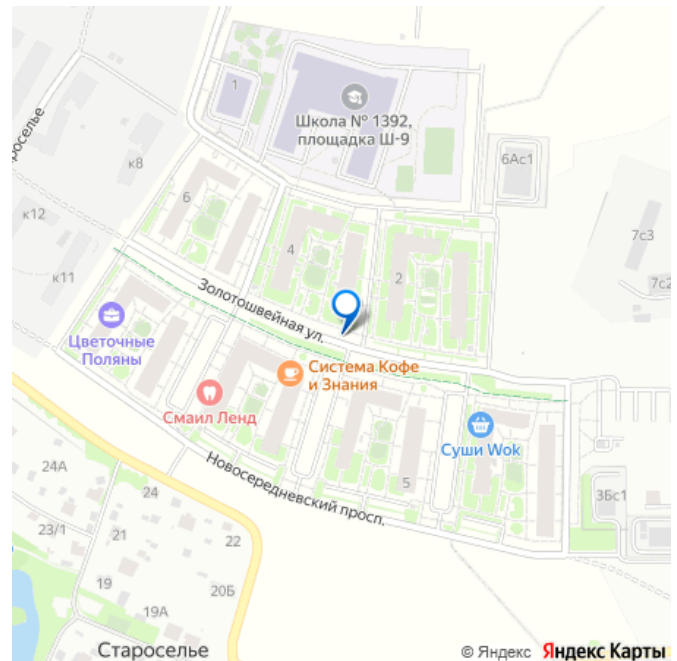 1
Школа № 1392,
площадка Ш-9
Староселье
к8
6Ас1
6
к12
4
2
7с3
7с2
к11
Золотошвейная ул.
Цветочные
Поляны
Система Кофе
и Знания
Смаил Ленд
Суши Wok
Новосередневский просп.
5
24А
24
3Бс1
23/1
21
22
19
20Б
19А
Староселье
© Яндекс Яндекс Карты